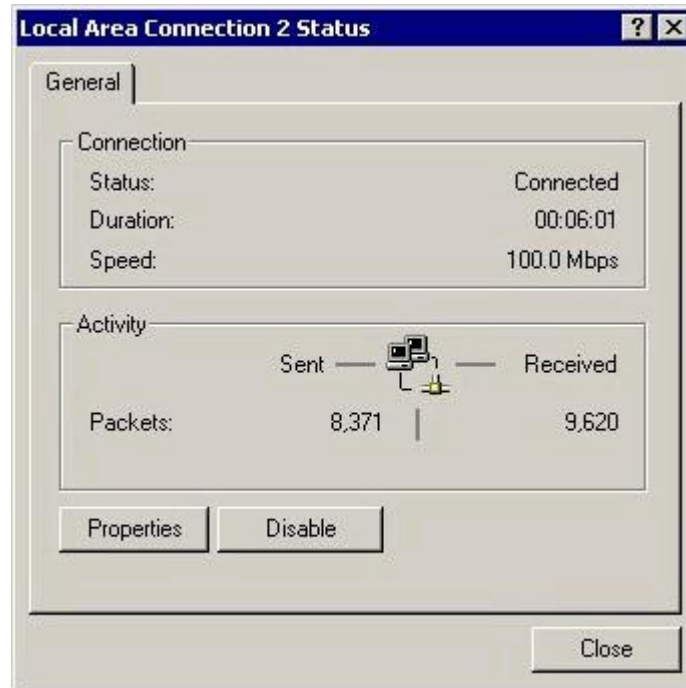 Local Area Connection 2 Status
General
Connection
Status: Connected
Duration: 00:06:01
Speed: 100.0 Mbps
Activity
Sent Received
Packets: 8,371 9,620
Properties Disable
Close